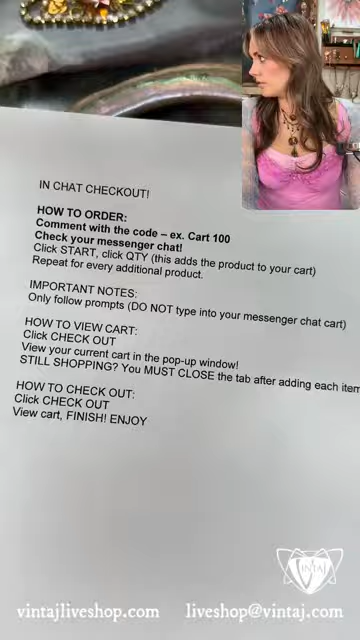 IN CHAT CHECKOUT!
HOW TO ORDER:
Comment with the code – ex. Cart 100
Check your messenger chat!
Click START, click QTY (this adds the product to your cart)
Repeat for every additional product.
IMPORTANT NOTES:
Only follow prompts (DO NOT type into your messenger chat cart)
HOW TO VIEW CART:
Click CHECK OUT
View your current cart in the pop-up window!
STILL SHOPPING? You MUST CLOSE the tab after adding each item
HOW TO CHECK OUT:
Click CHECK OUT
View cart, FINISH! ENJOY
VINTAJ
vintajliveshop.com liveshop@vintaj.com